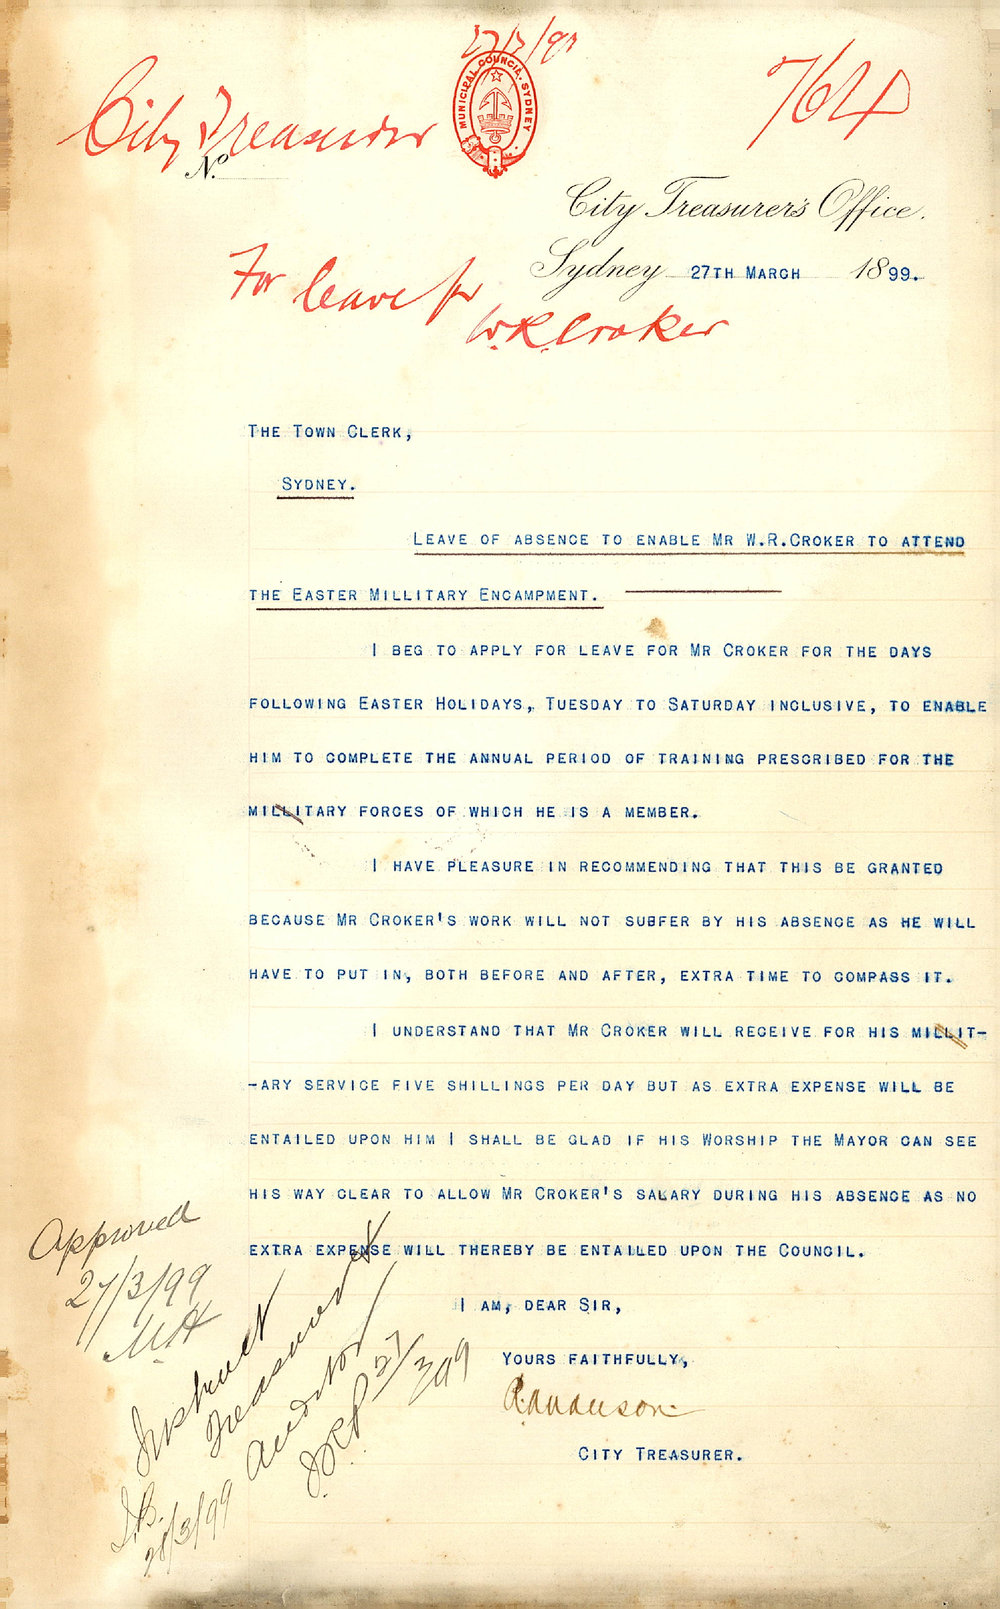 27/3/99
MUNICIPAL COUNCIL. SYDNEY
City Treasurer
764
No
City Treasurer's Office.
Sydney 27TH MARCH 1899.
For leave for
W.R. Croker
THE TOWN CLERK,
SYDNEY.
LEAVE OF ABSENCE TO ENABLE MR W.R.CROKER TO ATTEND
THE EASTER MILLITARY ENCAMPMENT.
I BEG TO APPLY FOR LEAVE FOR MR CROKER FOR THE DAYS
FOLLOWING EASTER HOLIDAYS, TUESDAY TO SATURDAY INCLUSIVE, TO ENABLE
HIM TO COMPLETE THE ANNUAL PERIOD OF TRAINING PRESCRIBED FOR THE
MILLITARY FORCES OF WHICH HE IS A MEMBER.
I HAVE PLEASURE IN RECOMMENDING THAT THIS BE GRANTED
BECAUSE MR CROKER'S WORK WILL NOT SUBFER BY HIS ABSENCE AS HE WILL
HAVE TO PUT IN, BOTH BEFORE AND AFTER, EXTRA TIME TO COMPASS IT.
I UNDERSTAND THAT MR CROKER WILL RECEIVE FOR HIS MILLIT-
-ARY SERVICE FIVE SHILLINGS PER DAY BUT AS EXTRA EXPENSE WILL BE
ENTAILED UPON HIM I SHALL BE GLAD IF HIS WORSHIP THE MAYOR CAN SEE
HIS WAY CLEAR TO ALLOW MR CROKER'S SALARY DURING HIS ABSENCE AS NO
EXTRA EXPENSE WILL THEREBY BE ENTAILED UPON THE COUNCIL.
I AM, DEAR SIR,
YOURS FAITHFULLY,
CITY TREASURER.
Approved
27/3/99
M.H
Instruct
Treasurer &
Auditor
27/3/99